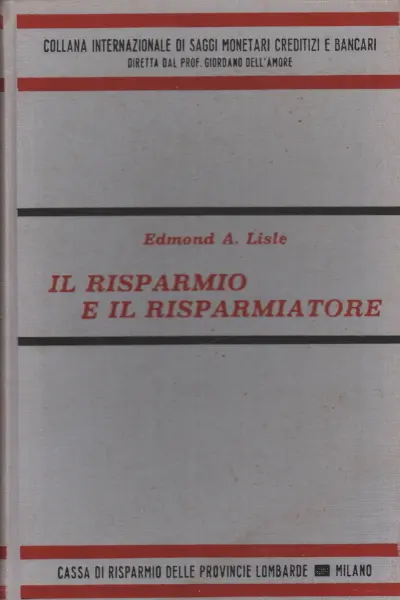 COLLANA INTERNAZIONALE DI SAGGI MONETARI CREDITIZI E BANCARI
DIRETTA DAL PROF. GIORDANO DELL'AMORE
Edmond A. Lisle
IL RISPARMIO
E IL RISPARMIATORE
CASSA DI RISPARMIO DELLE PROVINCIE LOMBARDE MILANO